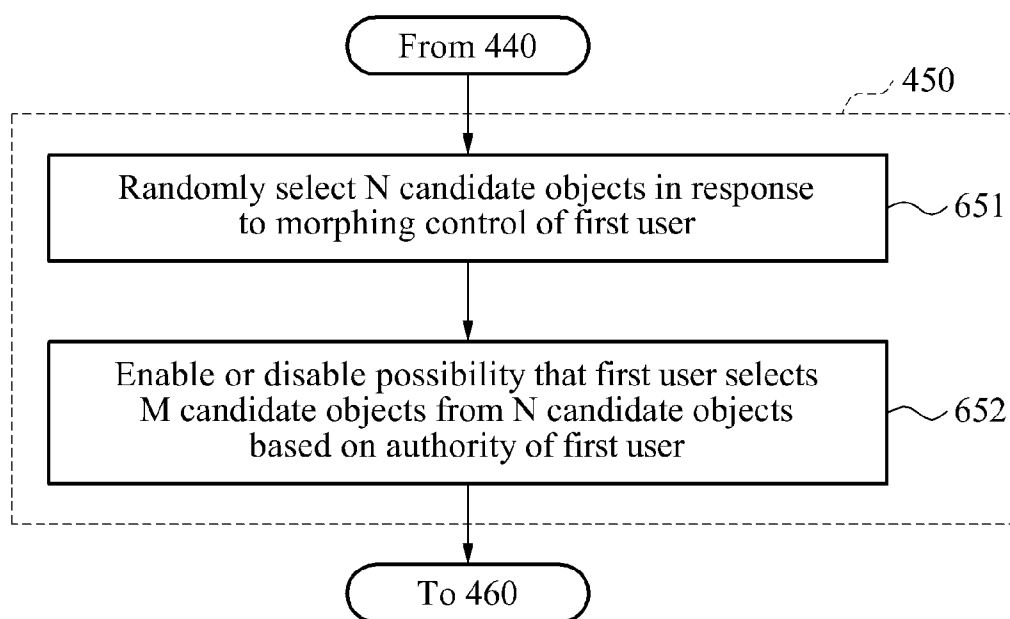 From 440
450
Randomly select N candidate objects in response
to morphing control of first user
651
Enable or disable possibility that first user selects
M candidate objects from N candidate objects
based on authority of first user
652
To 460